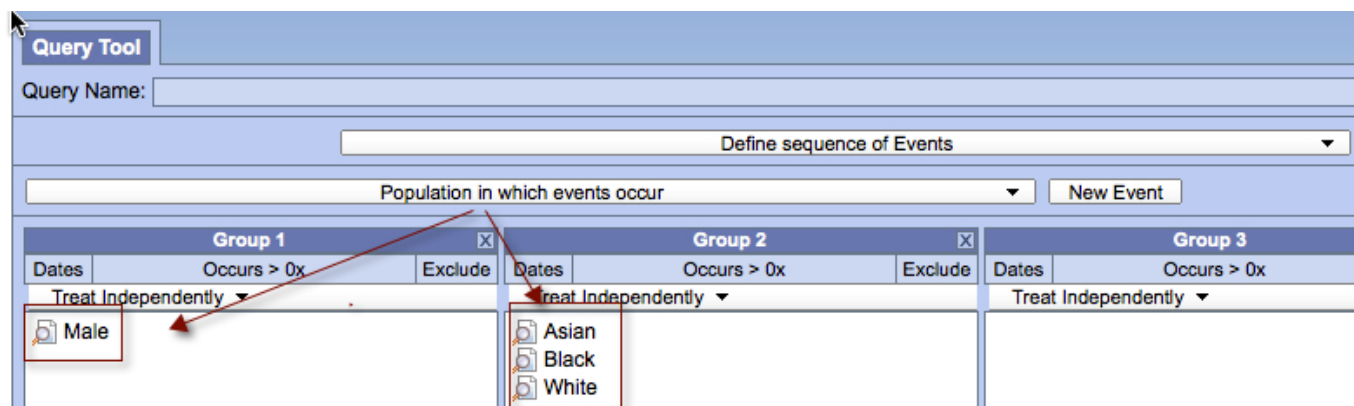 Query Tool
Query Name:
Define sequence of Events
Population in which events occur New Event
Group 1 X Group 2 X Group 3
Dates Occurs > 0x Exclude Dates Occurs > 0x Exclude Dates Occurs > 0x
Treat Independently Treat Independently Treat Independently
Male Asian
Black
White